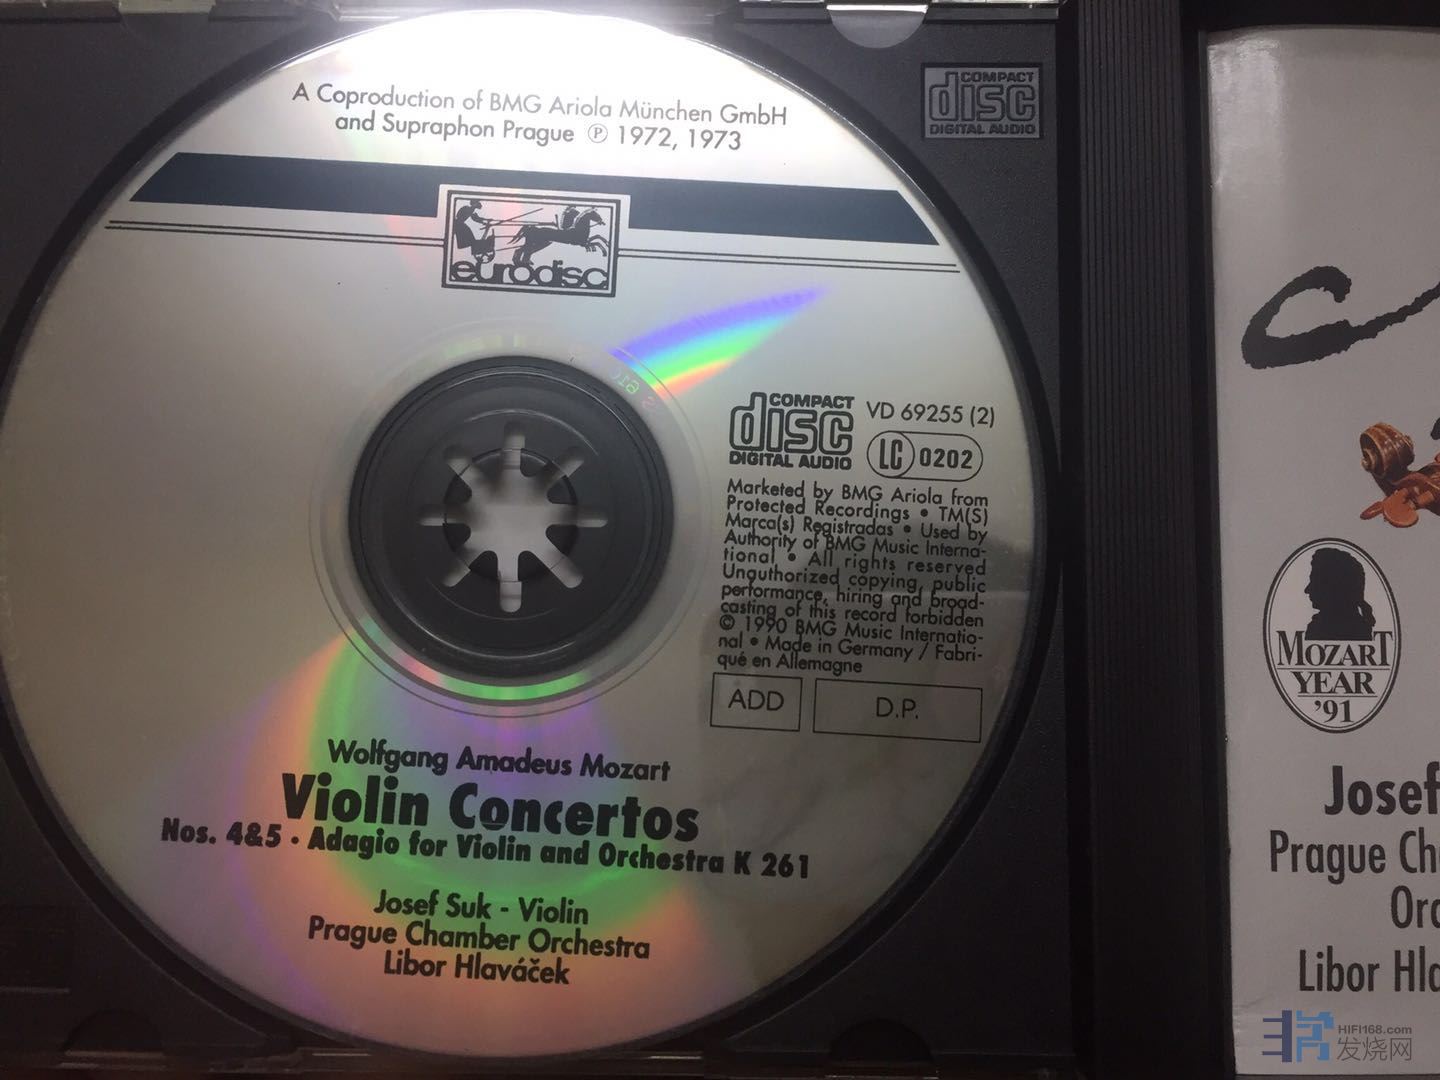 A Coproduction of BMG Ariola München GmbH
and Supraphon Prague Ⓟ 1972, 1973
eurodisc
COMPACT
disc
DIGITAL AUDIO
VD 69255 (2)
LC 0202
Marketed by BMG Ariola from
Protected Recordings • TM(S)
Marca(s) Registradas • Used by
Authority of BMG Music Interna-
tional • All rights reserved
Unauthorized copying, public
performance, hiring and broad-
casting of this record forbidden
© 1990 BMG Music Internatio-
nal • Made in Germany / Fabri-
qué en Allemagne
ADD
D.P.
Wolfgang Amadeus Mozart
Violin Concertos
Nos. 4&5 · Adagio for Violin and Orchestra K 261
Josef Suk - Violin
Prague Chamber Orchestra
Libor Hlaváček
COMPACT
disc
DIGITAL AUDIO
MOZART
YEAR
'91
Josef
Prague Ch
Orc
Libor Hla
HIFI168.com
发烧网